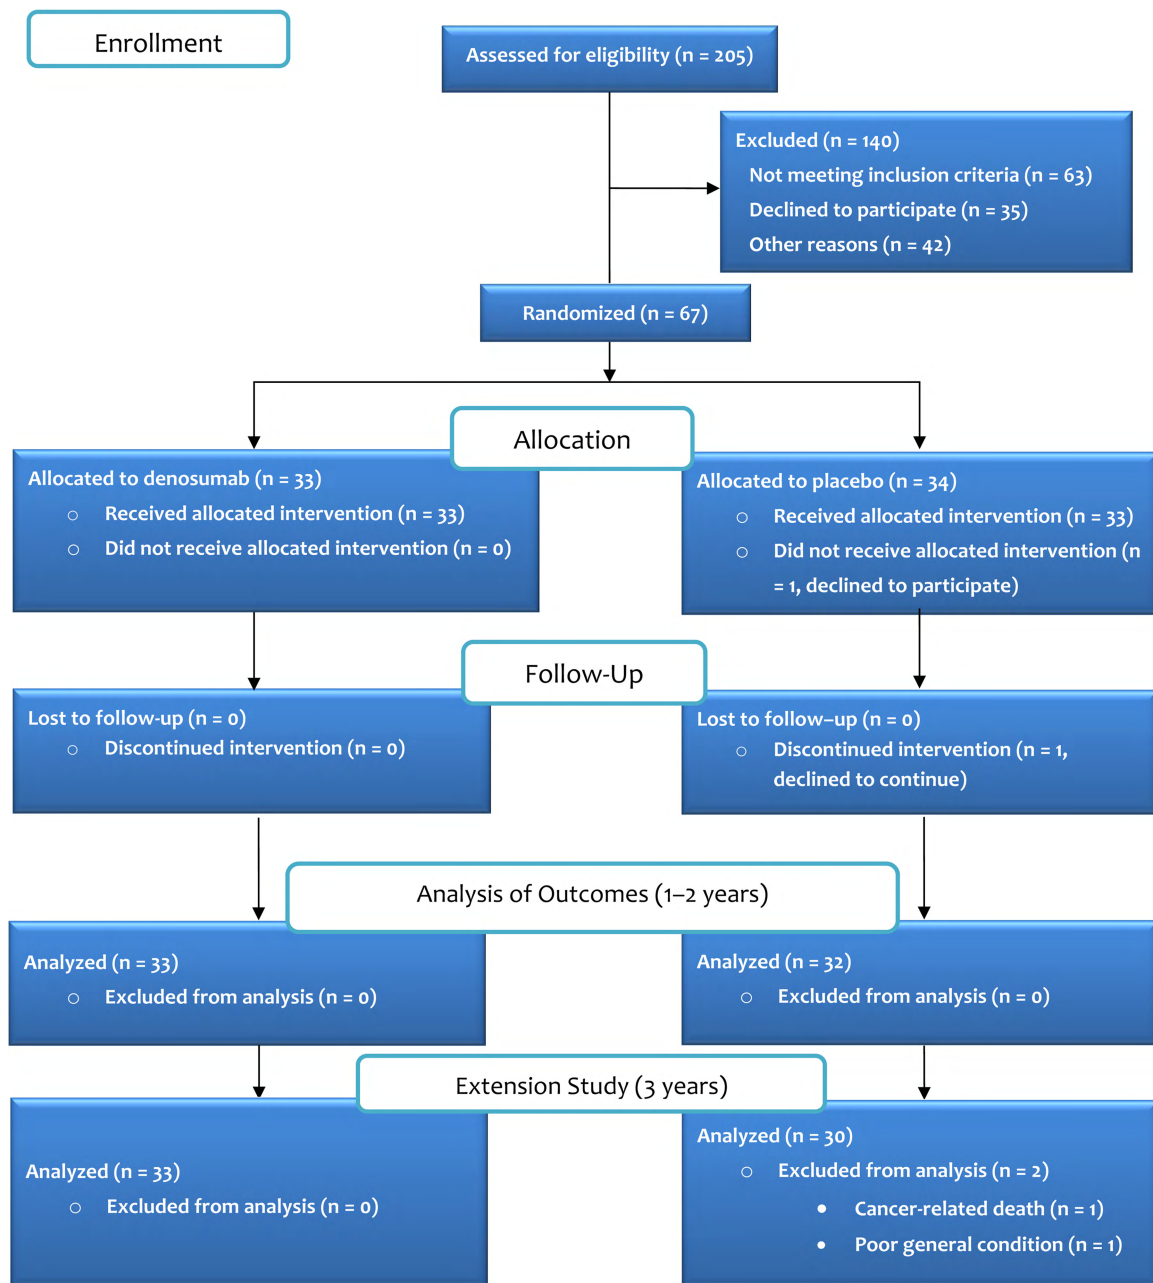 Enrollment
Assessed for eligibility (n = 205)
Excluded (n = 140)
Not meeting inclusion criteria (n = 63)
Declined to participate (n = 35)
Other reasons (n = 42)
Randomized (n = 67)
Allocation
Allocated to denosumab (n = 33)
○ Received allocated intervention (n = 33)
○ Did not receive allocated intervention (n = 0)
Allocated to placebo (n = 34)
○ Received allocated intervention (n = 33)
○ Did not receive allocated intervention (n
= 1, declined to participate)
Follow-Up
Lost to follow-up (n = 0)
○ Discontinued intervention (n = 0)
Lost to follow–up (n = 0)
○ Discontinued intervention (n = 1,
declined to continue)
Analysis of Outcomes (1–2 years)
Analyzed (n = 33)
○ Excluded from analysis (n = 0)
Analyzed (n = 32)
○ Excluded from analysis (n = 0)
Extension Study (3 years)
Analyzed (n = 33)
○ Excluded from analysis (n = 0)
Analyzed (n = 30)
○ Excluded from analysis (n = 2)
• Cancer-related death (n = 1)
• Poor general condition (n = 1)